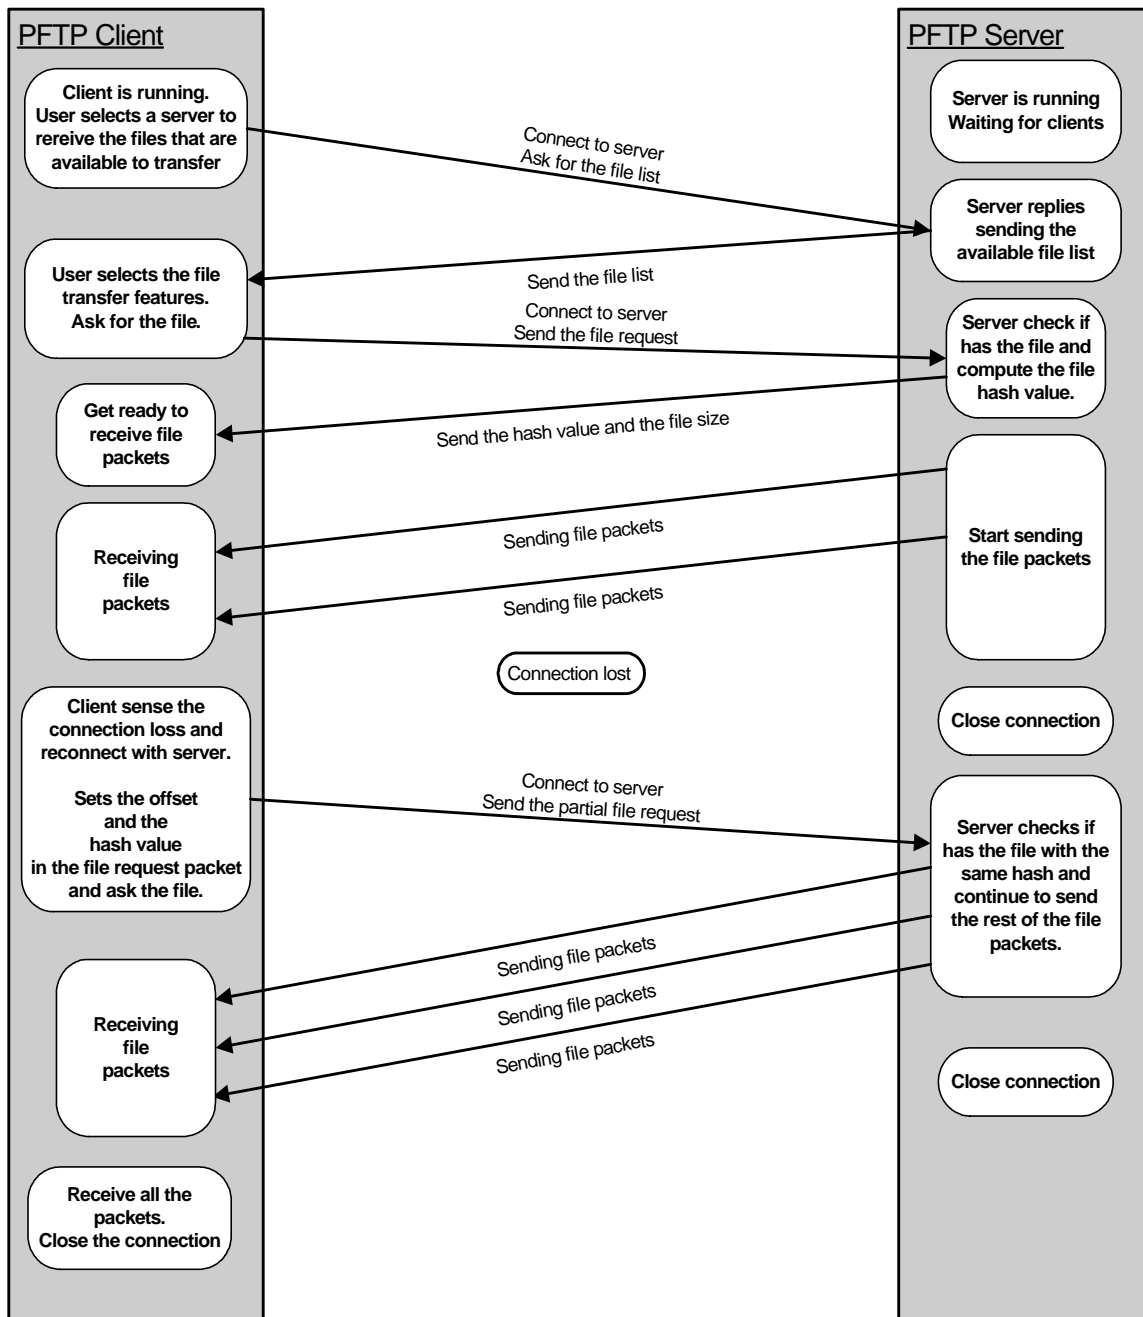 PFTP Client
PFTP Server
Client is running.
User selects a server to
rereive the files that are
available to transfer
Server is running
Waiting for clients
Connect to server
Ask for the file list
Server replies
sending the
available file list
User selects the file
transfer features.
Ask for the file.
Send the file list
Connect to server
Send the file request
Server check if
has the file and
compute the file
hash value.
Get ready to
receive file
packets
Send the hash value and the file size
Start sending
the file packets
Sending file packets
Receiving
file
packets
Sending file packets
Connection lost
Client sense the
connection loss and
reconnect with server.
Sets the offset
and the
hash value
in the file request packet
and ask the file.
Close connection
Connect to server
Send the partial file request
Server checks if
has the file with the
same hash and
continue to send
the rest of the file
packets.
Sending file packets
Sending file packets
Sending file packets
Receiving
file
packets
Close connection
Receive all the
packets.
Close the connection